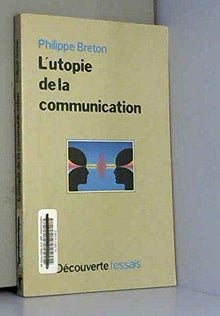 Philippe Breton
L'utopie
de la
communication
Découverte / essais